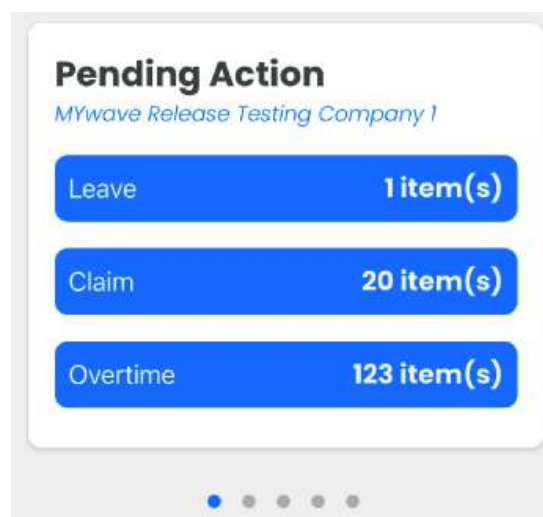 Pending Action
MYwave Release Testing Company 1
Leave 1 item(s)
Claim 20 item(s)
Overtime 123 item(s)